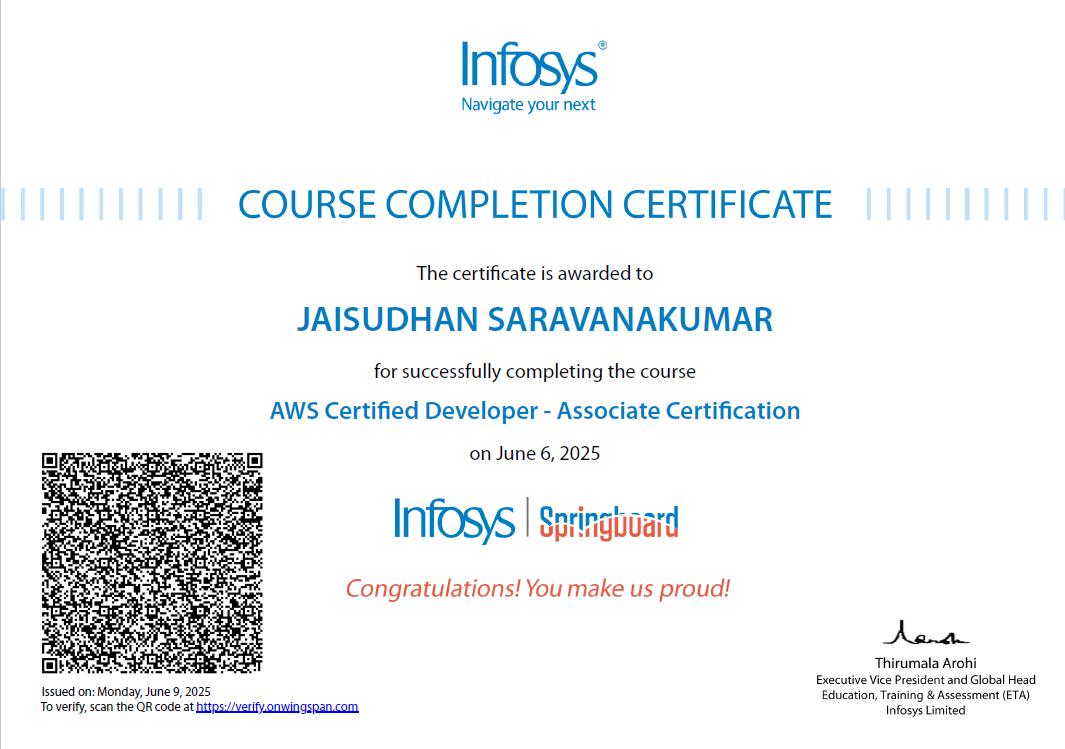 Infosys®
Navigate your next
COURSE COMPLETION CERTIFICATE
The certificate is awarded to
JAISUDHAN SARAVANAKUMAR
for successfully completing the course
AWS Certified Developer - Associate Certification
on June 6, 2025
Infosys | Springboard
Congratulations! You make us proud!
Issued on: Monday, June 9, 2025
To verify, scan the QR code at https://verify.onwingspan.com
Thirumala Arohi
Executive Vice President and Global Head
Education, Training & Assessment (ETA)
Infosys Limited